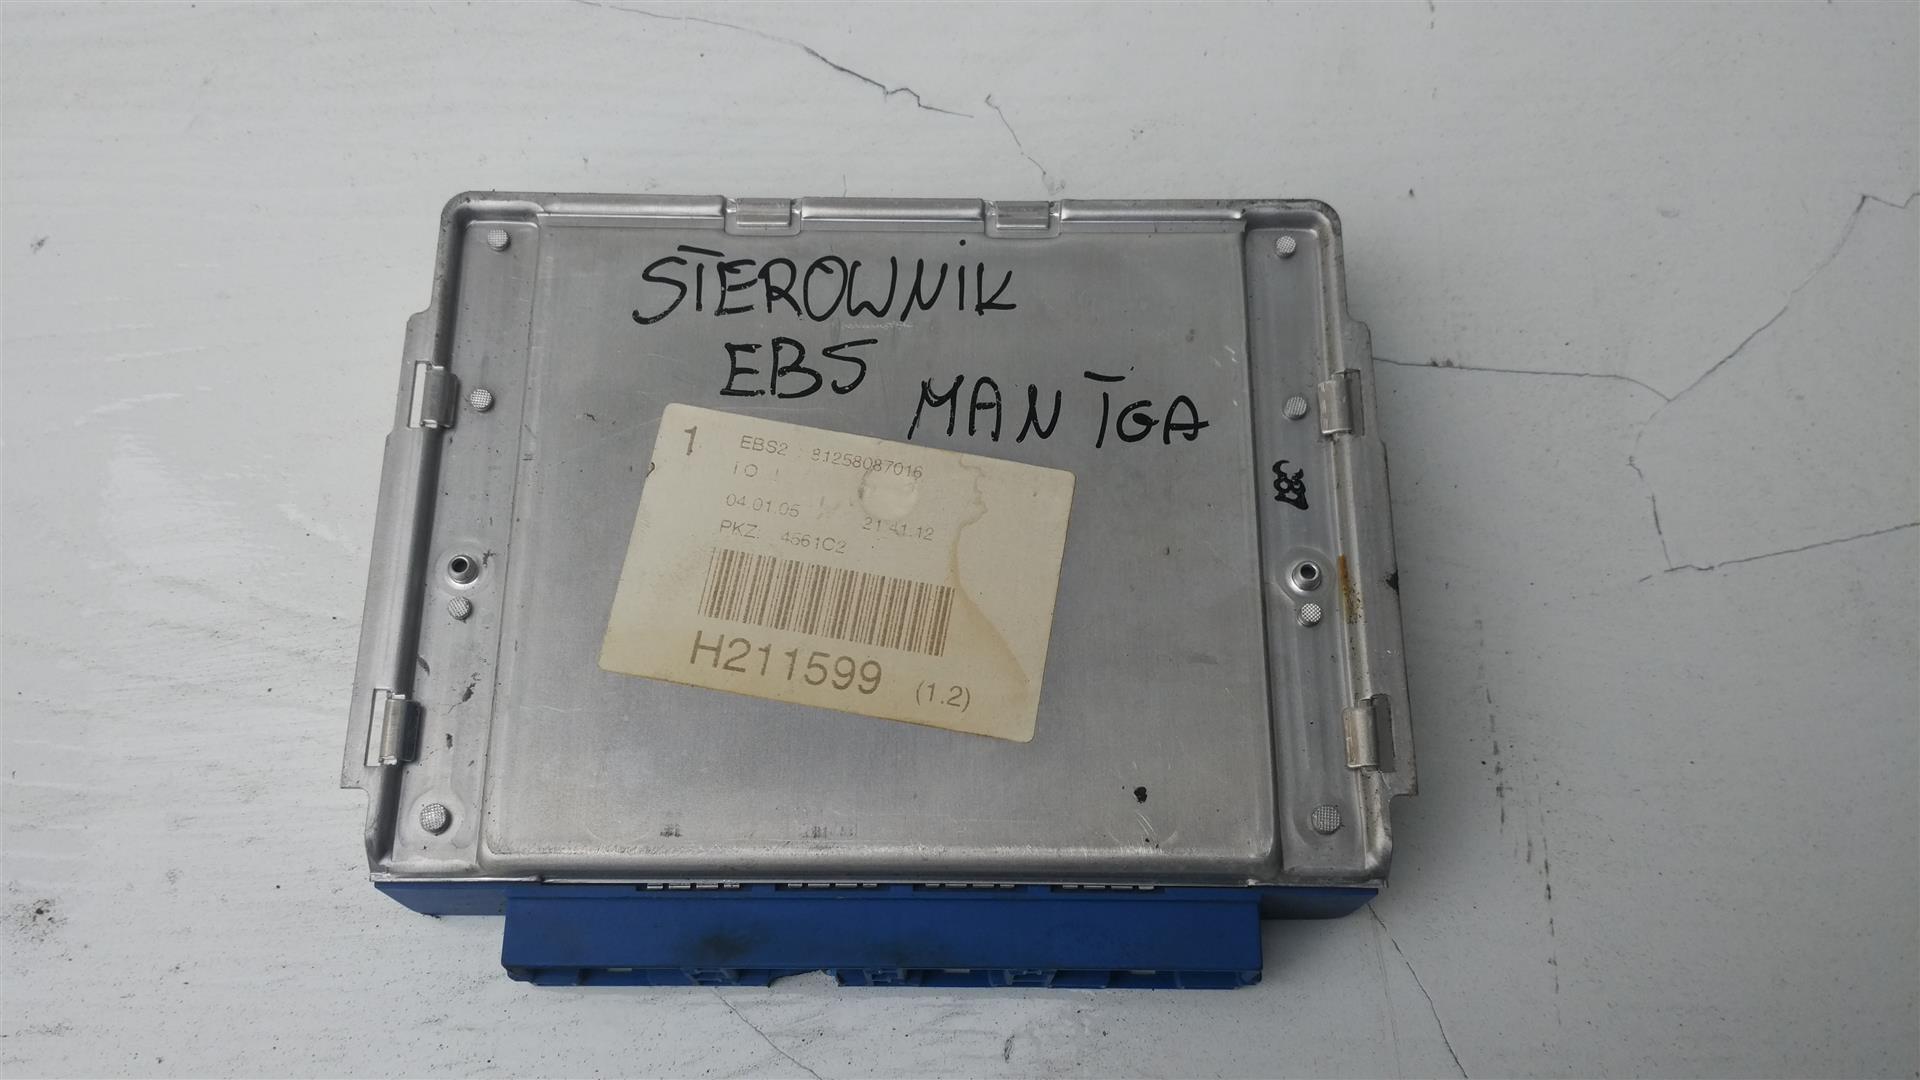 STEROWNIK
EBS
MAN TGA
1
EBS2 : 81258087016
04.01.05 21:41:12
PKZ: 4561C2
H211599 (1.2)